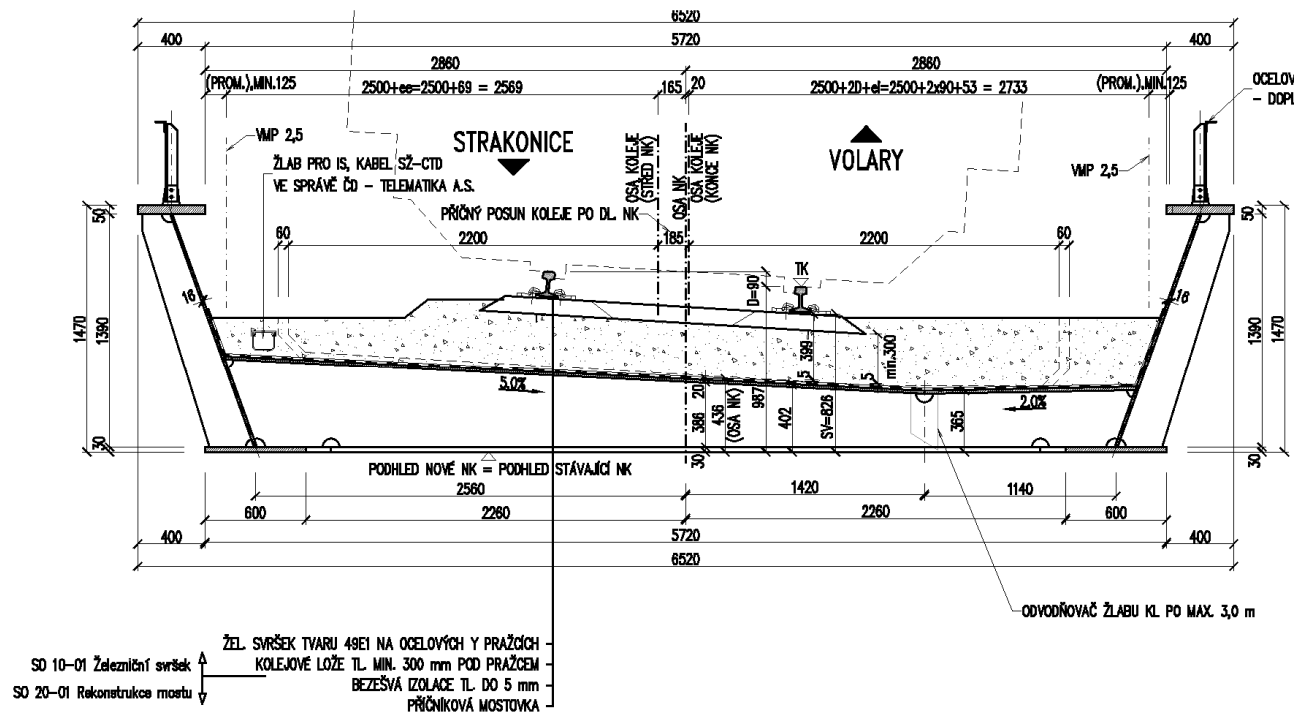 6520
400
5720
400
2860
2860
(PROM.),MIN.125
2500+ee=2500+69 = 2569
165
20
2500+2D+ei=2500+2x90+53 = 2733
(PROM.),MIN.125
OCELOV
- DOPL
VMP 2,5
STRAKONICE
OSA KOLEJE
(STŘED NK)
OSA NK
OSA KOLEJE
(KONCE NK)
VOLARY
VMP 2,5
ŽLAB PRO IS, KABEL SŽ-CTD
VE SPRÁVĚ ČD - TELEMATIKA A.S.
PŘÍČNÝ POSUN KOLEJE PO DL. NK
50
50
60
2200
185
2200
60
TK
D=90
16
16
1470
1390
1390
1470
399
min.300
5
5
5.0%
2.0%
386
20
436
(OSA NK)
987
402
SV=826
365
30
30
30
PODHLED NOVÉ NK = PODHLED STÁVAJÍCÍ NK
2560
1420
1140
600
2260
2260
600
400
5720
400
6520
ODVODŇOVAČ ŽLABU KL PO MAX. 3,0 m
ŽEL. SVRŠEK TVARU 49E1 NA OCELOVÝCH Y PRAŽCÍCH
SO 10-01 Železniční svršek
KOLEJOVÉ LOŽE TL. MIN. 300 mm POD PRAŽCEM
BEZEŠVÁ IZOLACE TL. DO 5 mm
SO 20-01 Rekonstrukce mostu
PŘÍČNÍKOVÁ MOSTOVKA